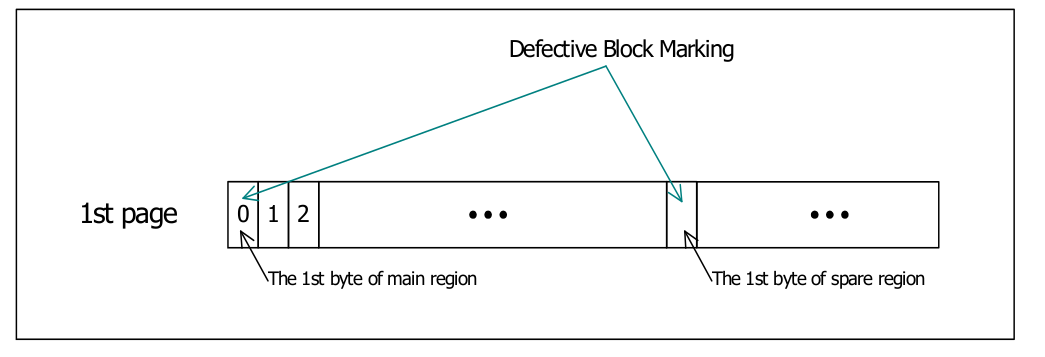 Defective Block Marking
1st page
0 1 2 ••• •••
The 1st byte of main region
The 1st byte of spare region